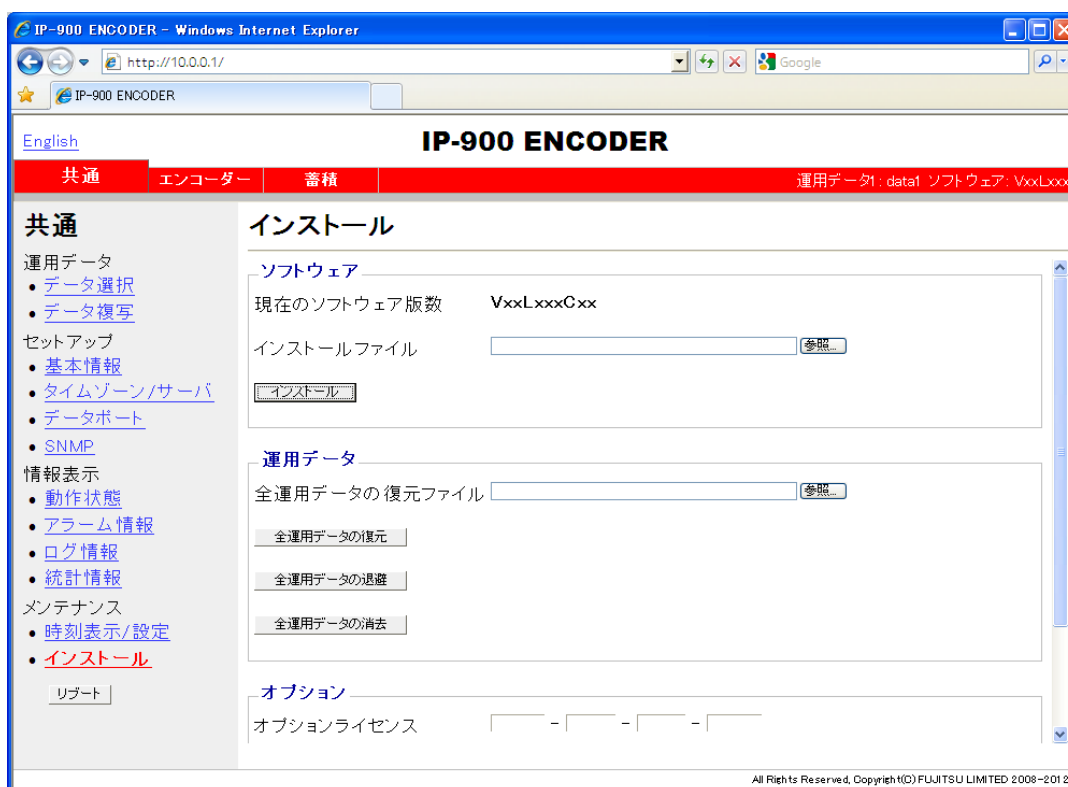 IP-900 ENCODER - Windows Internet Explorer
http://10.0.0.1/
Google
IP-900 ENCODER
English
IP-900 ENCODER
共通 エンコーダー 蓄積 運用データ1: data1 ソフトウェア: VxxLxxx
共通
運用データ
データ選択
データ複写
セットアップ
基本情報
タイムゾーン/サーバ
データポート
SNMP
情報表示
動作状態
アラーム情報
ログ情報
統計情報
メンテナンス
時刻表示/設定
インストール
リブート
インストール
ソフトウェア
現在のソフトウェア版数 VxxLxxxCxx
インストールファイル 参照...
インストール
運用データ
全運用データの復元ファイル 参照...
全運用データの復元
全運用データの退避
全運用データの消去
オプション
オプションライセンス - - -
All Rights Reserved, Copyright(C) FUJITSU LIMITED 2008-2012